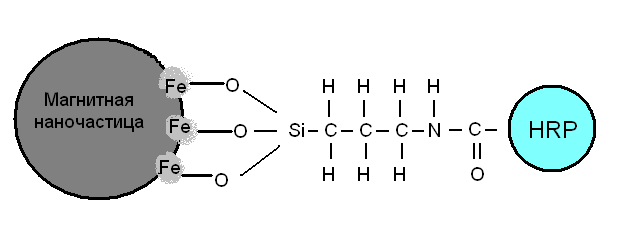 Магнитная
наночастица
Fe O
Fe O
Fe O
H H H H
Si C C C N C HRP
H H H O